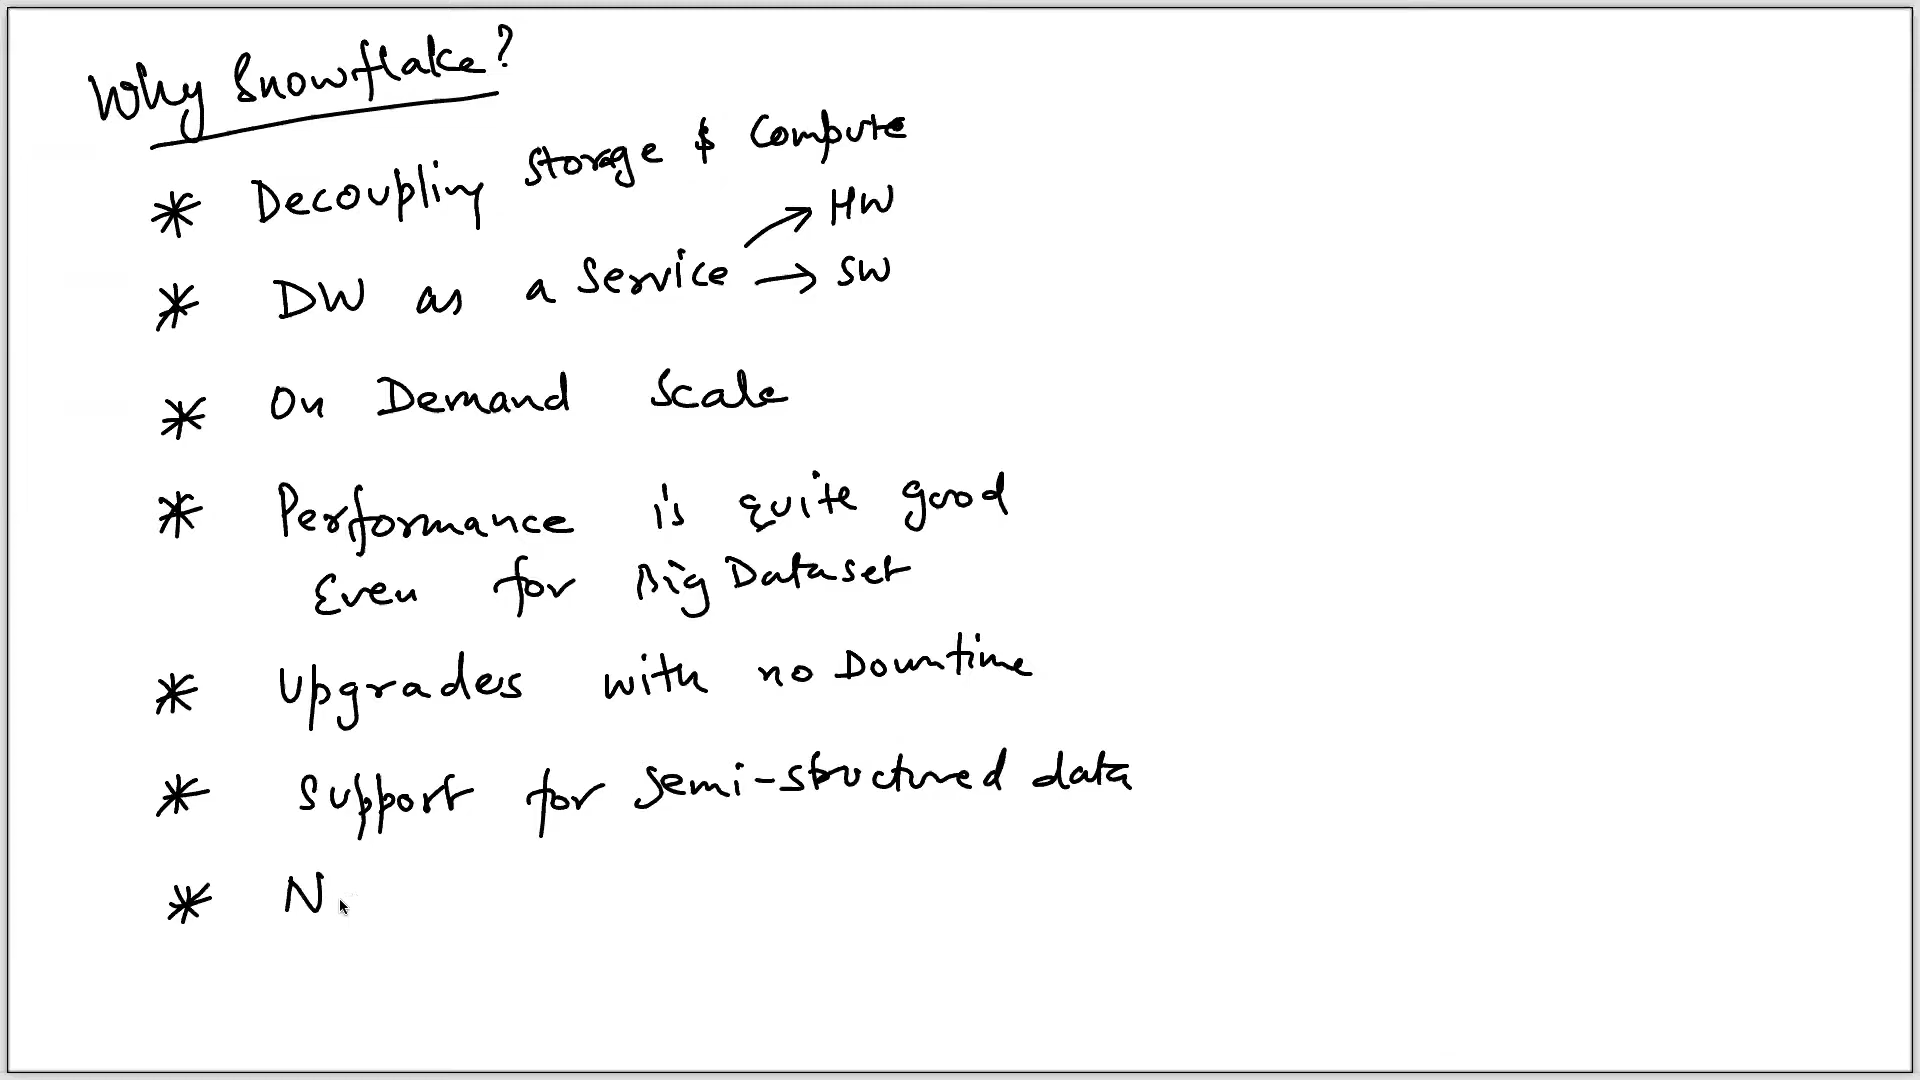 Why Snowflake?
* Decoupling Storage & Compute
* DW as a Service → HW
→ SW
* On Demand Scale
* Performance is quite good
Even for Big Dataset
* Upgrades with no Downtime
* Support for Semi-structured data
* N